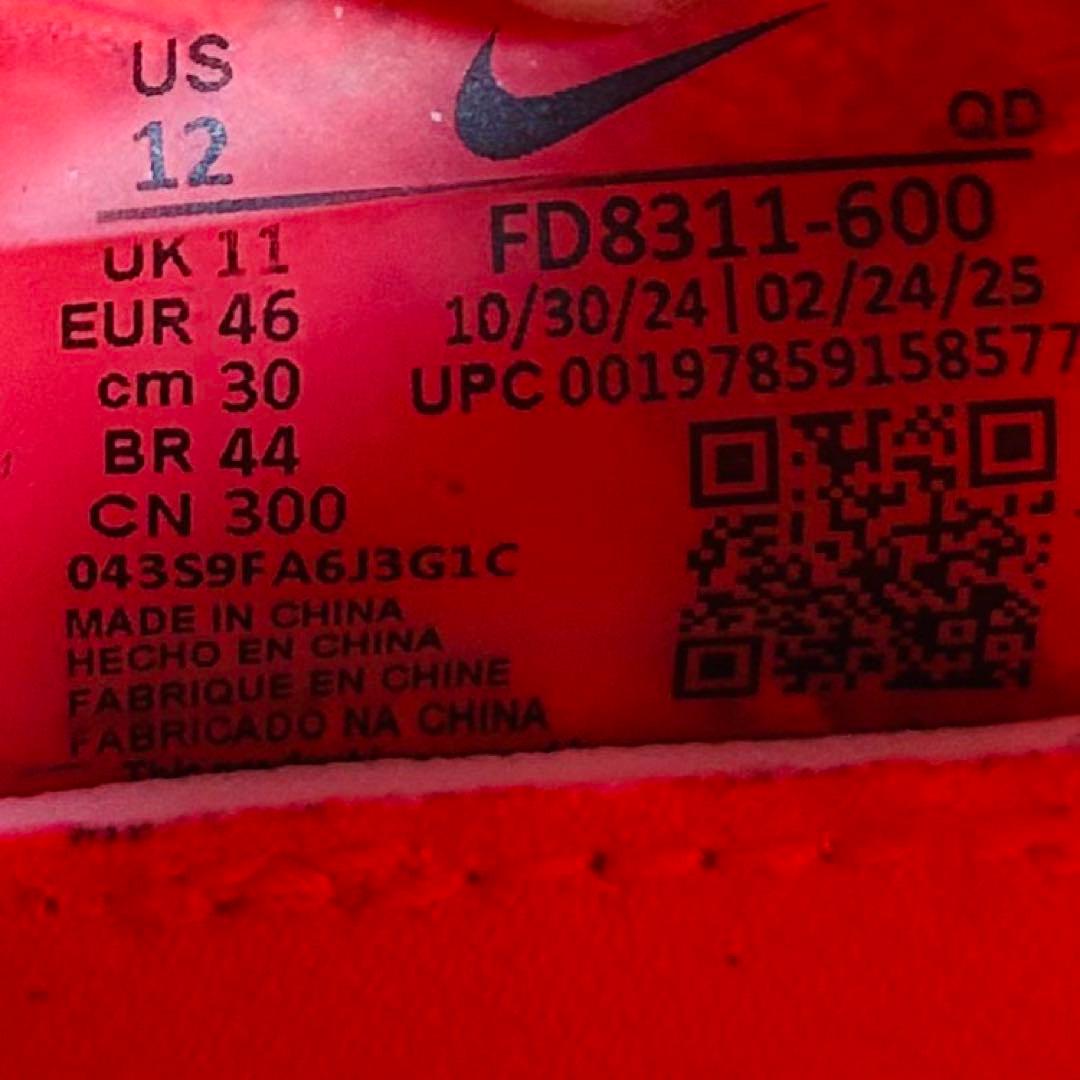 US
12
QD
UK 11
EUR 46
cm 30
BR 44
CN 300
FD8311-600
10/30/24|02/24/25
UPC 00197859158577
043S9FA6J3G1C
MADE IN CHINA
HECHO EN CHINA
FABRIQUE EN CHINE
FABRICADO NA CHINA